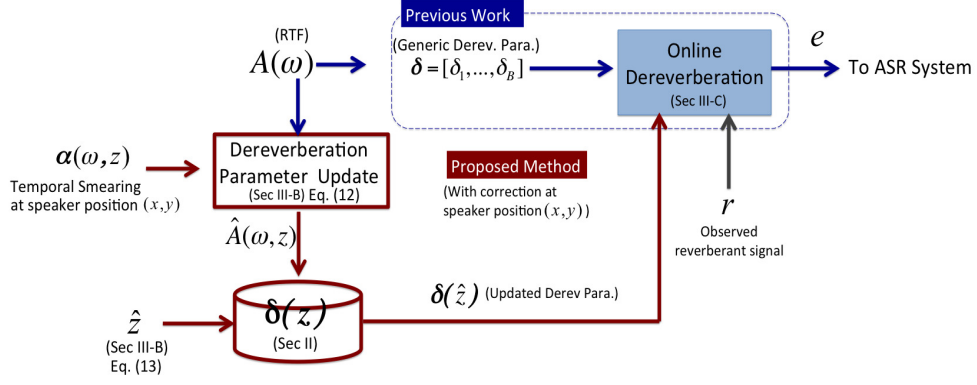 Previous Work
(RTF)
A(ω)
(Generic Derev. Para.)
δ = [δ₁,...,δ_B]
Online
Dereverberation
(Sec III-C)
e
To ASR System
α(ω,z)
Temporal Smearing
at speaker position (x,y)
Dereverberation
Parameter Update
(Sec III-B) Eq. (12)
Proposed Method
(With correction at
speaker position (x,y))
r
Observed
reverberant signal
Â(ω,z)
δ(z)
(Sec II)
δ(ẑ) (Updated Derev Para.)
ẑ
(Sec III-B)
Eq. (13)